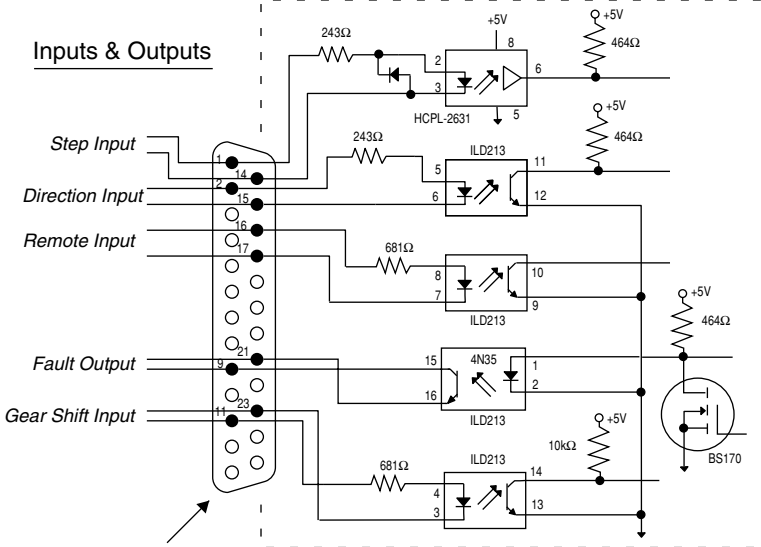 Inputs & Outputs
+5V
+5V
243Ω
8
464Ω
2
6
3
HCPL-2631
5
+5V
Step Input
243Ω
ILD213
464Ω
1
14
11
5
2
12
Direction Input
15
6
Remote Input
16
681Ω
17
8
10
7
9
ILD213
+5V
464Ω
21
4N35
Fault Output
15
1
9
2
16
Gear Shift Input
23
ILD213
+5V
11
10kΩ
ILD213
BS170
681Ω
14
4
13
3